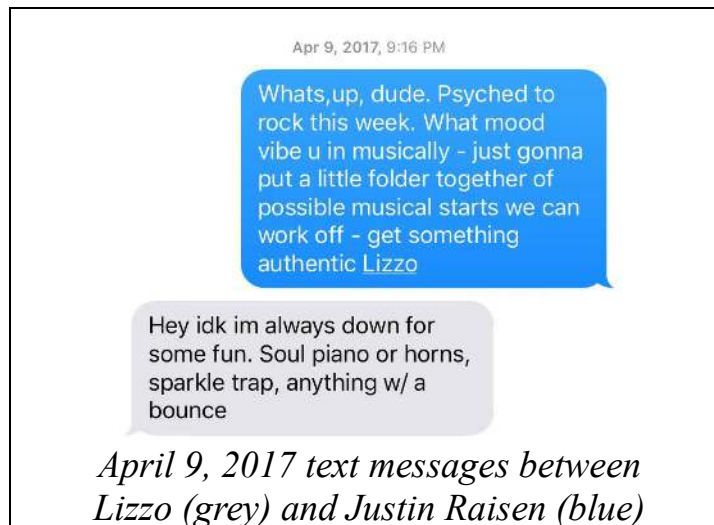 Apr 9, 2017, 9:16 PM
Whats,up, dude. Psyched to
rock this week. What mood
vibe u in musically - just gonna
put a little folder together of
possible musical starts we can
work off - get something
authentic Lizzo
Hey idk im always down for
some fun. Soul piano or horns,
sparkle trap, anything w/ a
bounce
April 9, 2017 text messages between
Lizzo (grey) and Justin Raisen (blue)